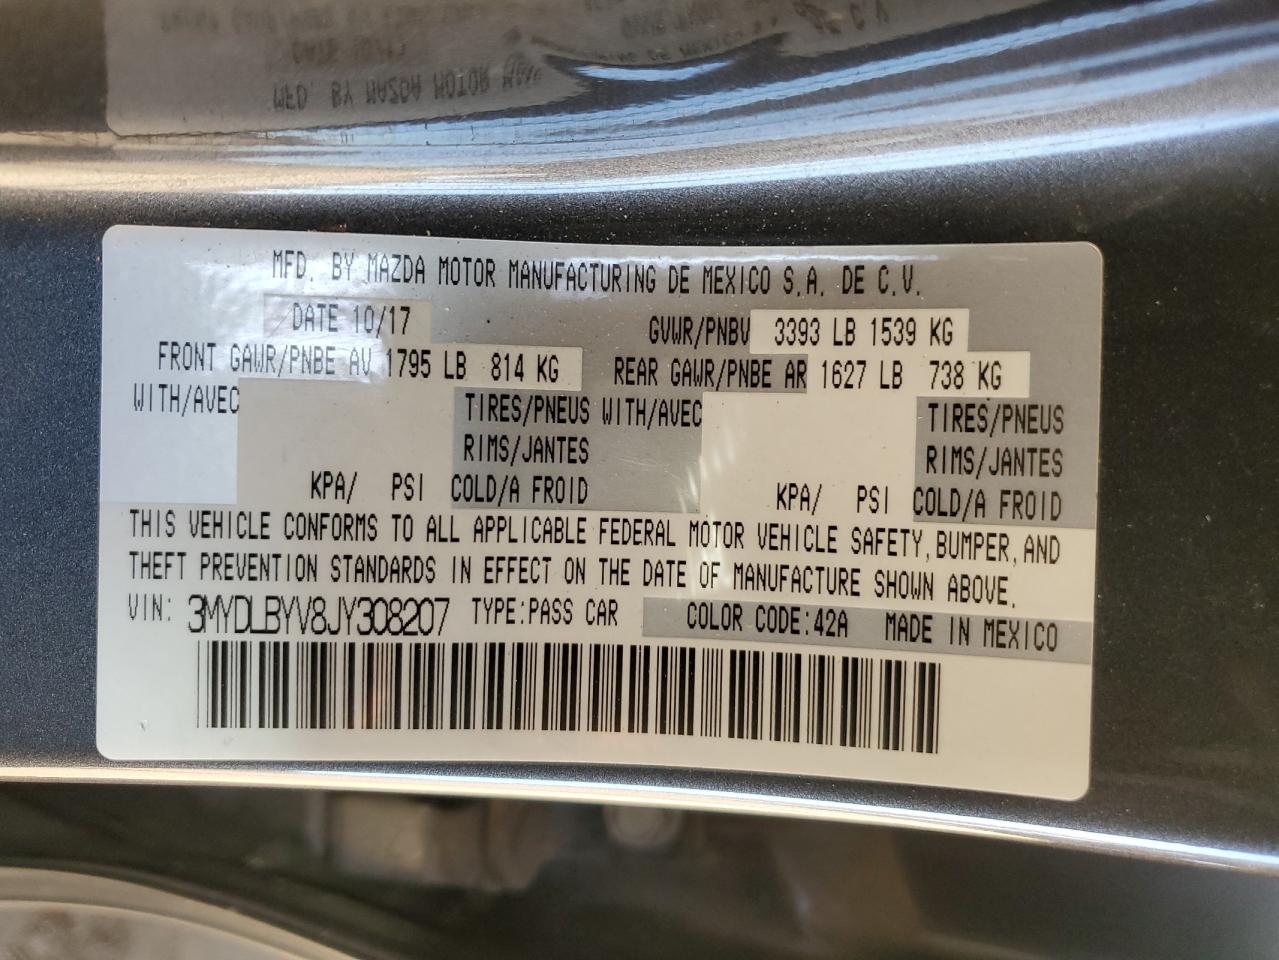 MFD. BY MAZDA MOTOR MANUFACTURING DE MEXICO S.A. DE C.V.
DATE 10/17 GVWR/PNBV 3393 LB 1539 KG
FRONT GAWR/PNBE AV 1795 LB 814 KG REAR GAWR/PNBE AR 1627 LB 738 KG
WITH/AVEC TIRES/PNEUS WITH/AVEC TIRES/PNEUS
RIMS/JANTES RIMS/JANTES
KPA/ PSI COLD/A FROID KPA/ PSI COLD/A FROID
THIS VEHICLE CONFORMS TO ALL APPLICABLE FEDERAL MOTOR VEHICLE SAFETY, BUMPER, AND
THEFT PREVENTION STANDARDS IN EFFECT ON THE DATE OF MANUFACTURE SHOWN ABOVE.
VIN: 3MYDLBYV8JY308207 TYPE:PASS CAR COLOR CODE:42A MADE IN MEXICO